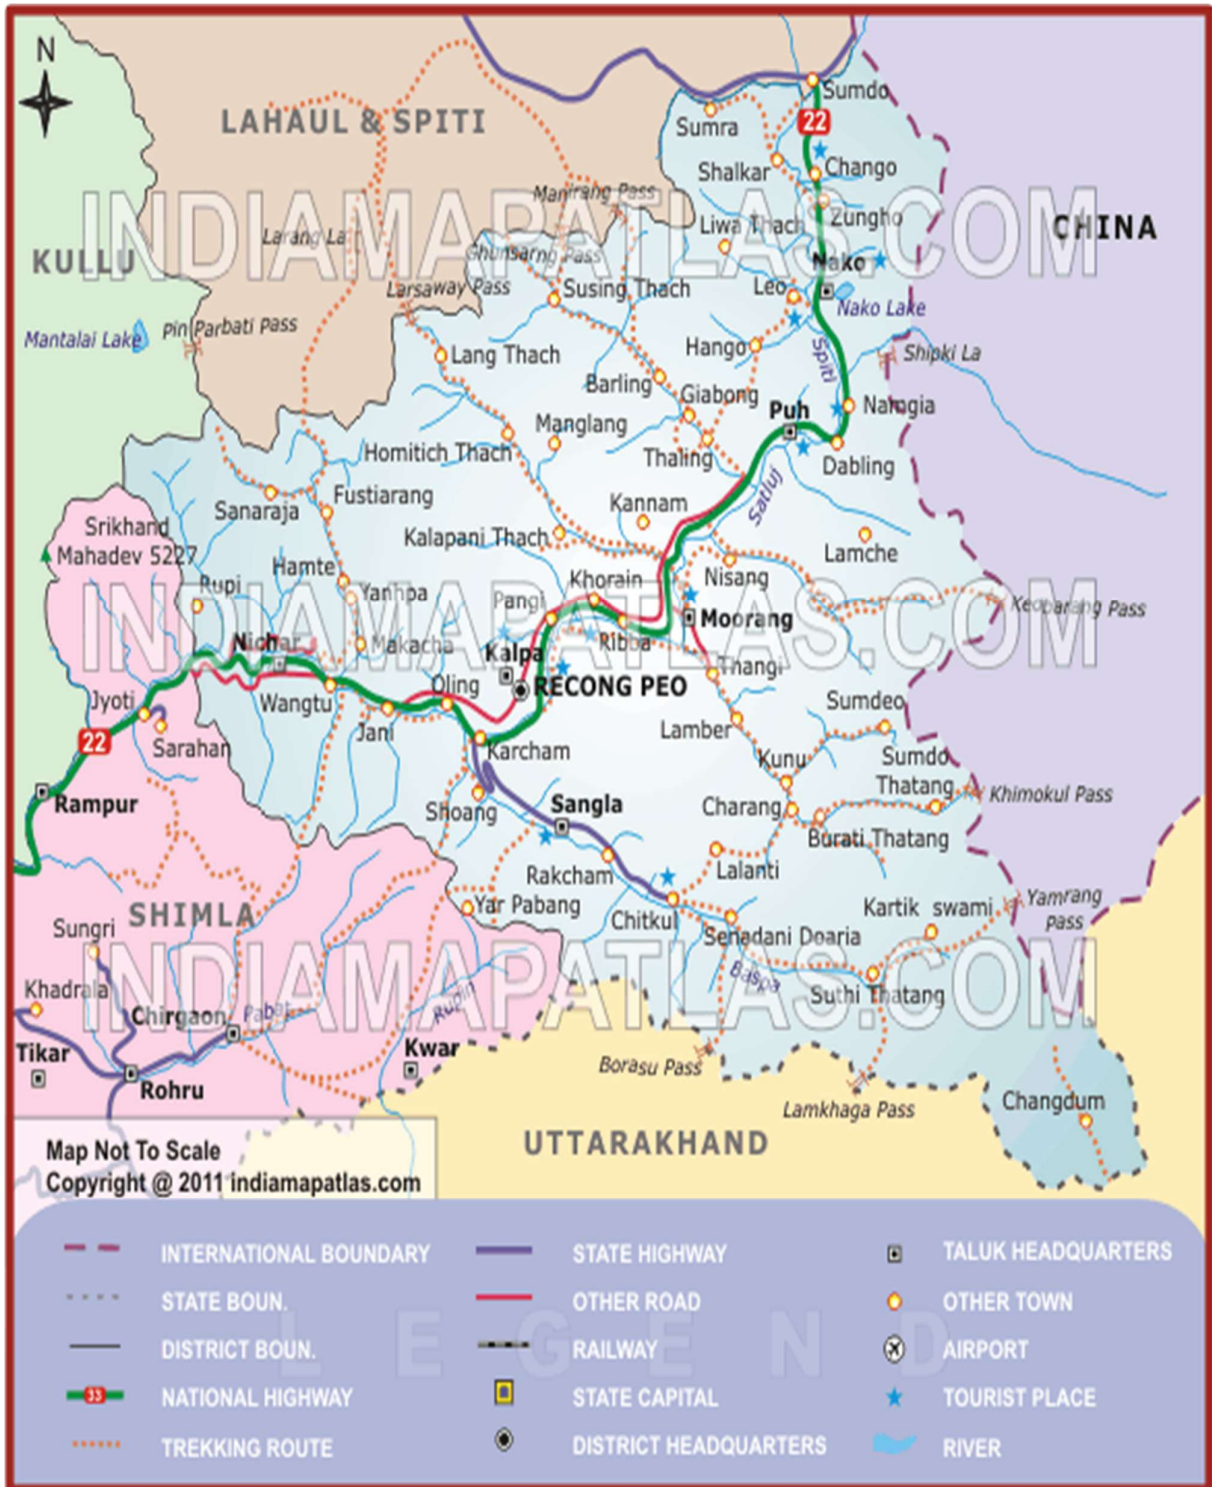 N
LAHAUL & SPITI
Sumdo
22
Sumra
Shalkar
Chango
Manirang Pass
INDIAMAPATLAS.COM
Liwa Thach
Zungho
CHINA
Larang La
KULLU
Ghunsarng Pass
Nako
Larsaway Pass
Susing Thach
Leo
Nako Lake
Mantalai Lake
Pin Parbati Pass
Lang Thach
Hango
Spiti
Shipki La
Barling
Giabong
Puh
Namgia
Manglang
Homitich Thach
Thaling
Dabling
Sanaraja
Fustiarang
Kannam
Satluj
Srikhand
Mahadev 5227
Kalapani Thach
Lamche
Hamte
Rupi
Yanhpa
Khorain
Nisang
Pangi
Keobarang Pass
INDIAMAPATLAS.COM
Moorang
Nichar
Makacha
Kalpa
Ribba
Thangi
Oling
RECONG PEO
Jyoti
Wangtu
Jani
Lamber
Sumdeo
22
Sarahan
Karcham
Kunu
Sumdo
Thatang
Khimokul Pass
Rampur
Shoang
Sangla
Charang
Burati Thatang
Rakcham
Lalanti
SHIMLA
Yar Pabang
Chitkul
Kartik swami
Yamrang
pass
Sungri
Senadani Doaria
INDIAMAPATLAS.COM
Baspa
Khadrala
Suthi Thatang
Chirgaon
Pabar
Rupin
Tikar
Kwar
Borasu Pass
Rohru
Lamkhaga Pass
Changdum
UTTARAKHAND
Map Not To Scale
Copyright @ 2011 indiamapatlas.com
LEGEND
INTERNATIONAL BOUNDARY
STATE HIGHWAY
TALUK HEADQUARTERS
STATE BOUN.
OTHER ROAD
OTHER TOWN
DISTRICT BOUN.
RAILWAY
AIRPORT
33
NATIONAL HIGHWAY
STATE CAPITAL
TOURIST PLACE
TREKKING ROUTE
DISTRICT HEADQUARTERS
RIVER